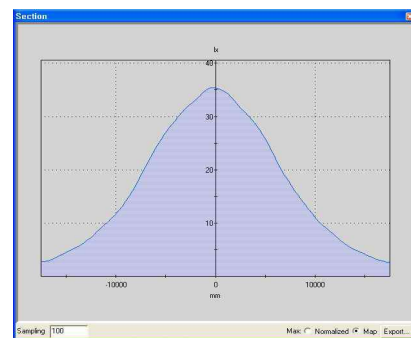 Section
lx
40
30
20
10
-10000 0 10000
mm
Sampling 100 Max: Normalized Map Export...